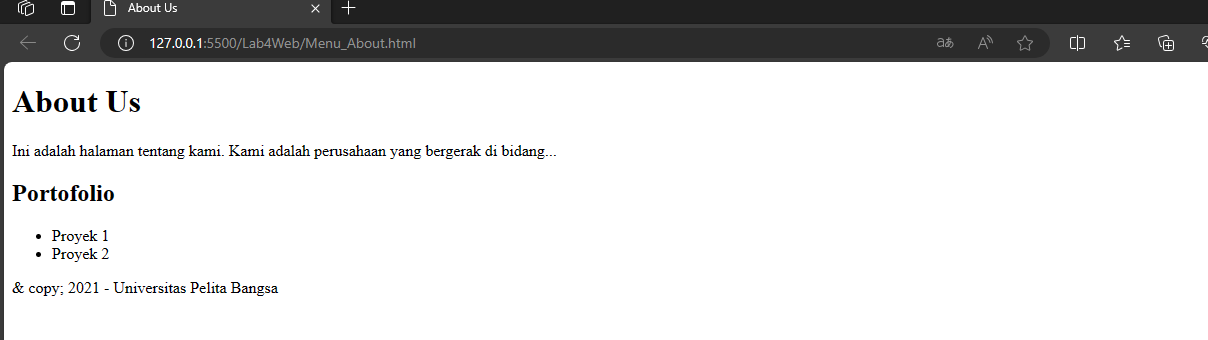 About Us
127.0.0.1:5500/Lab4Web/Menu_About.html
About Us
Ini adalah halaman tentang kami. Kami adalah perusahaan yang bergerak di bidang...
Portofolio
• Proyek 1
• Proyek 2
& copy; 2021 - Universitas Pelita Bangsa